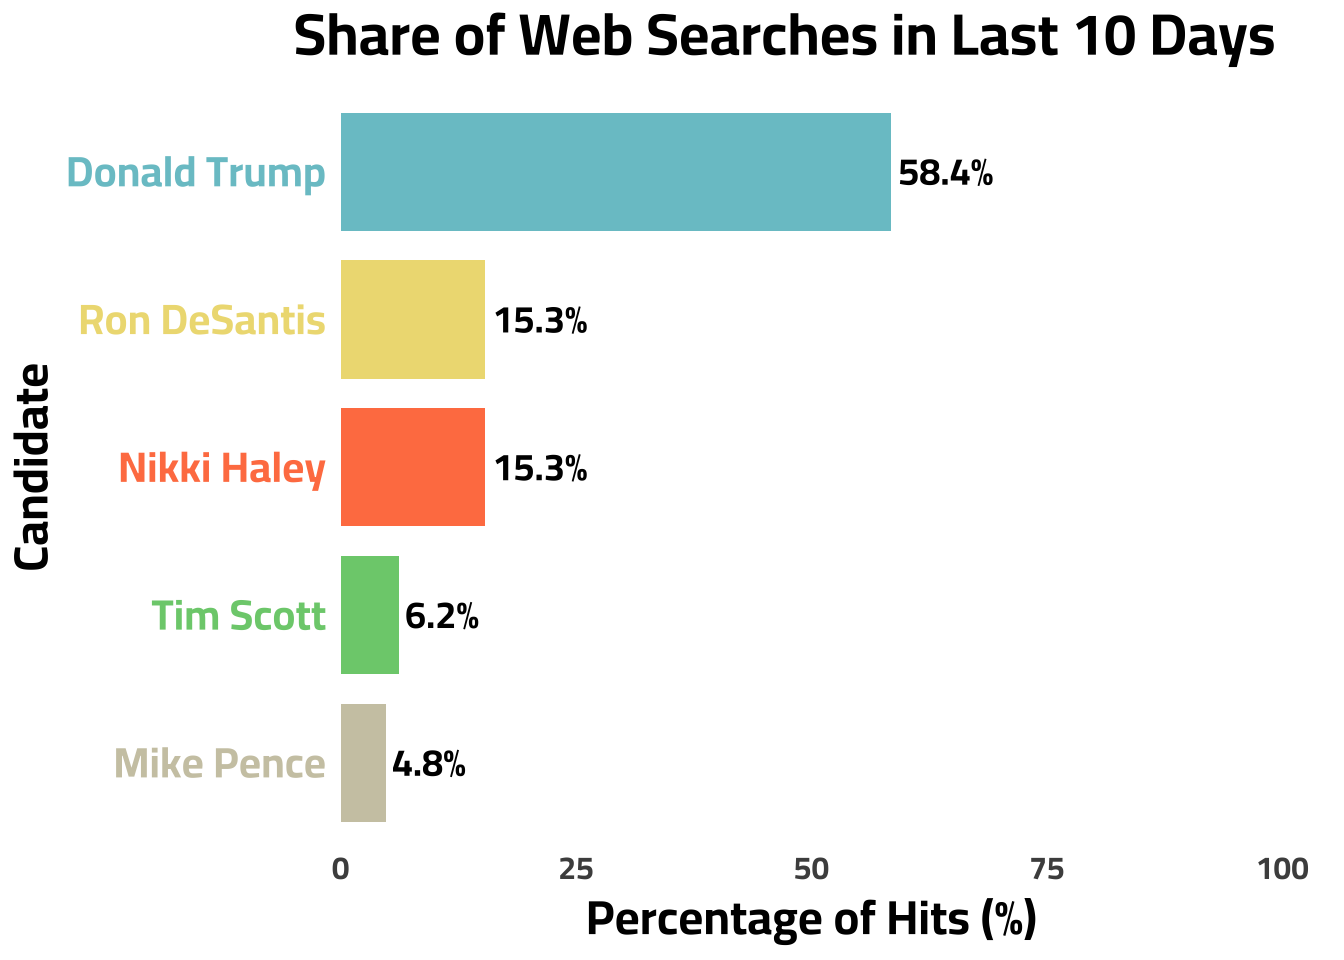 Share of Web Searches in Last 10 Days
Donald Trump
58.4%
Ron DeSantis
15.3%
Nikki Haley
15.3%
Tim Scott
6.2%
Mike Pence
4.8%
Candidate
0 25 50 75 100
Percentage of Hits (%)